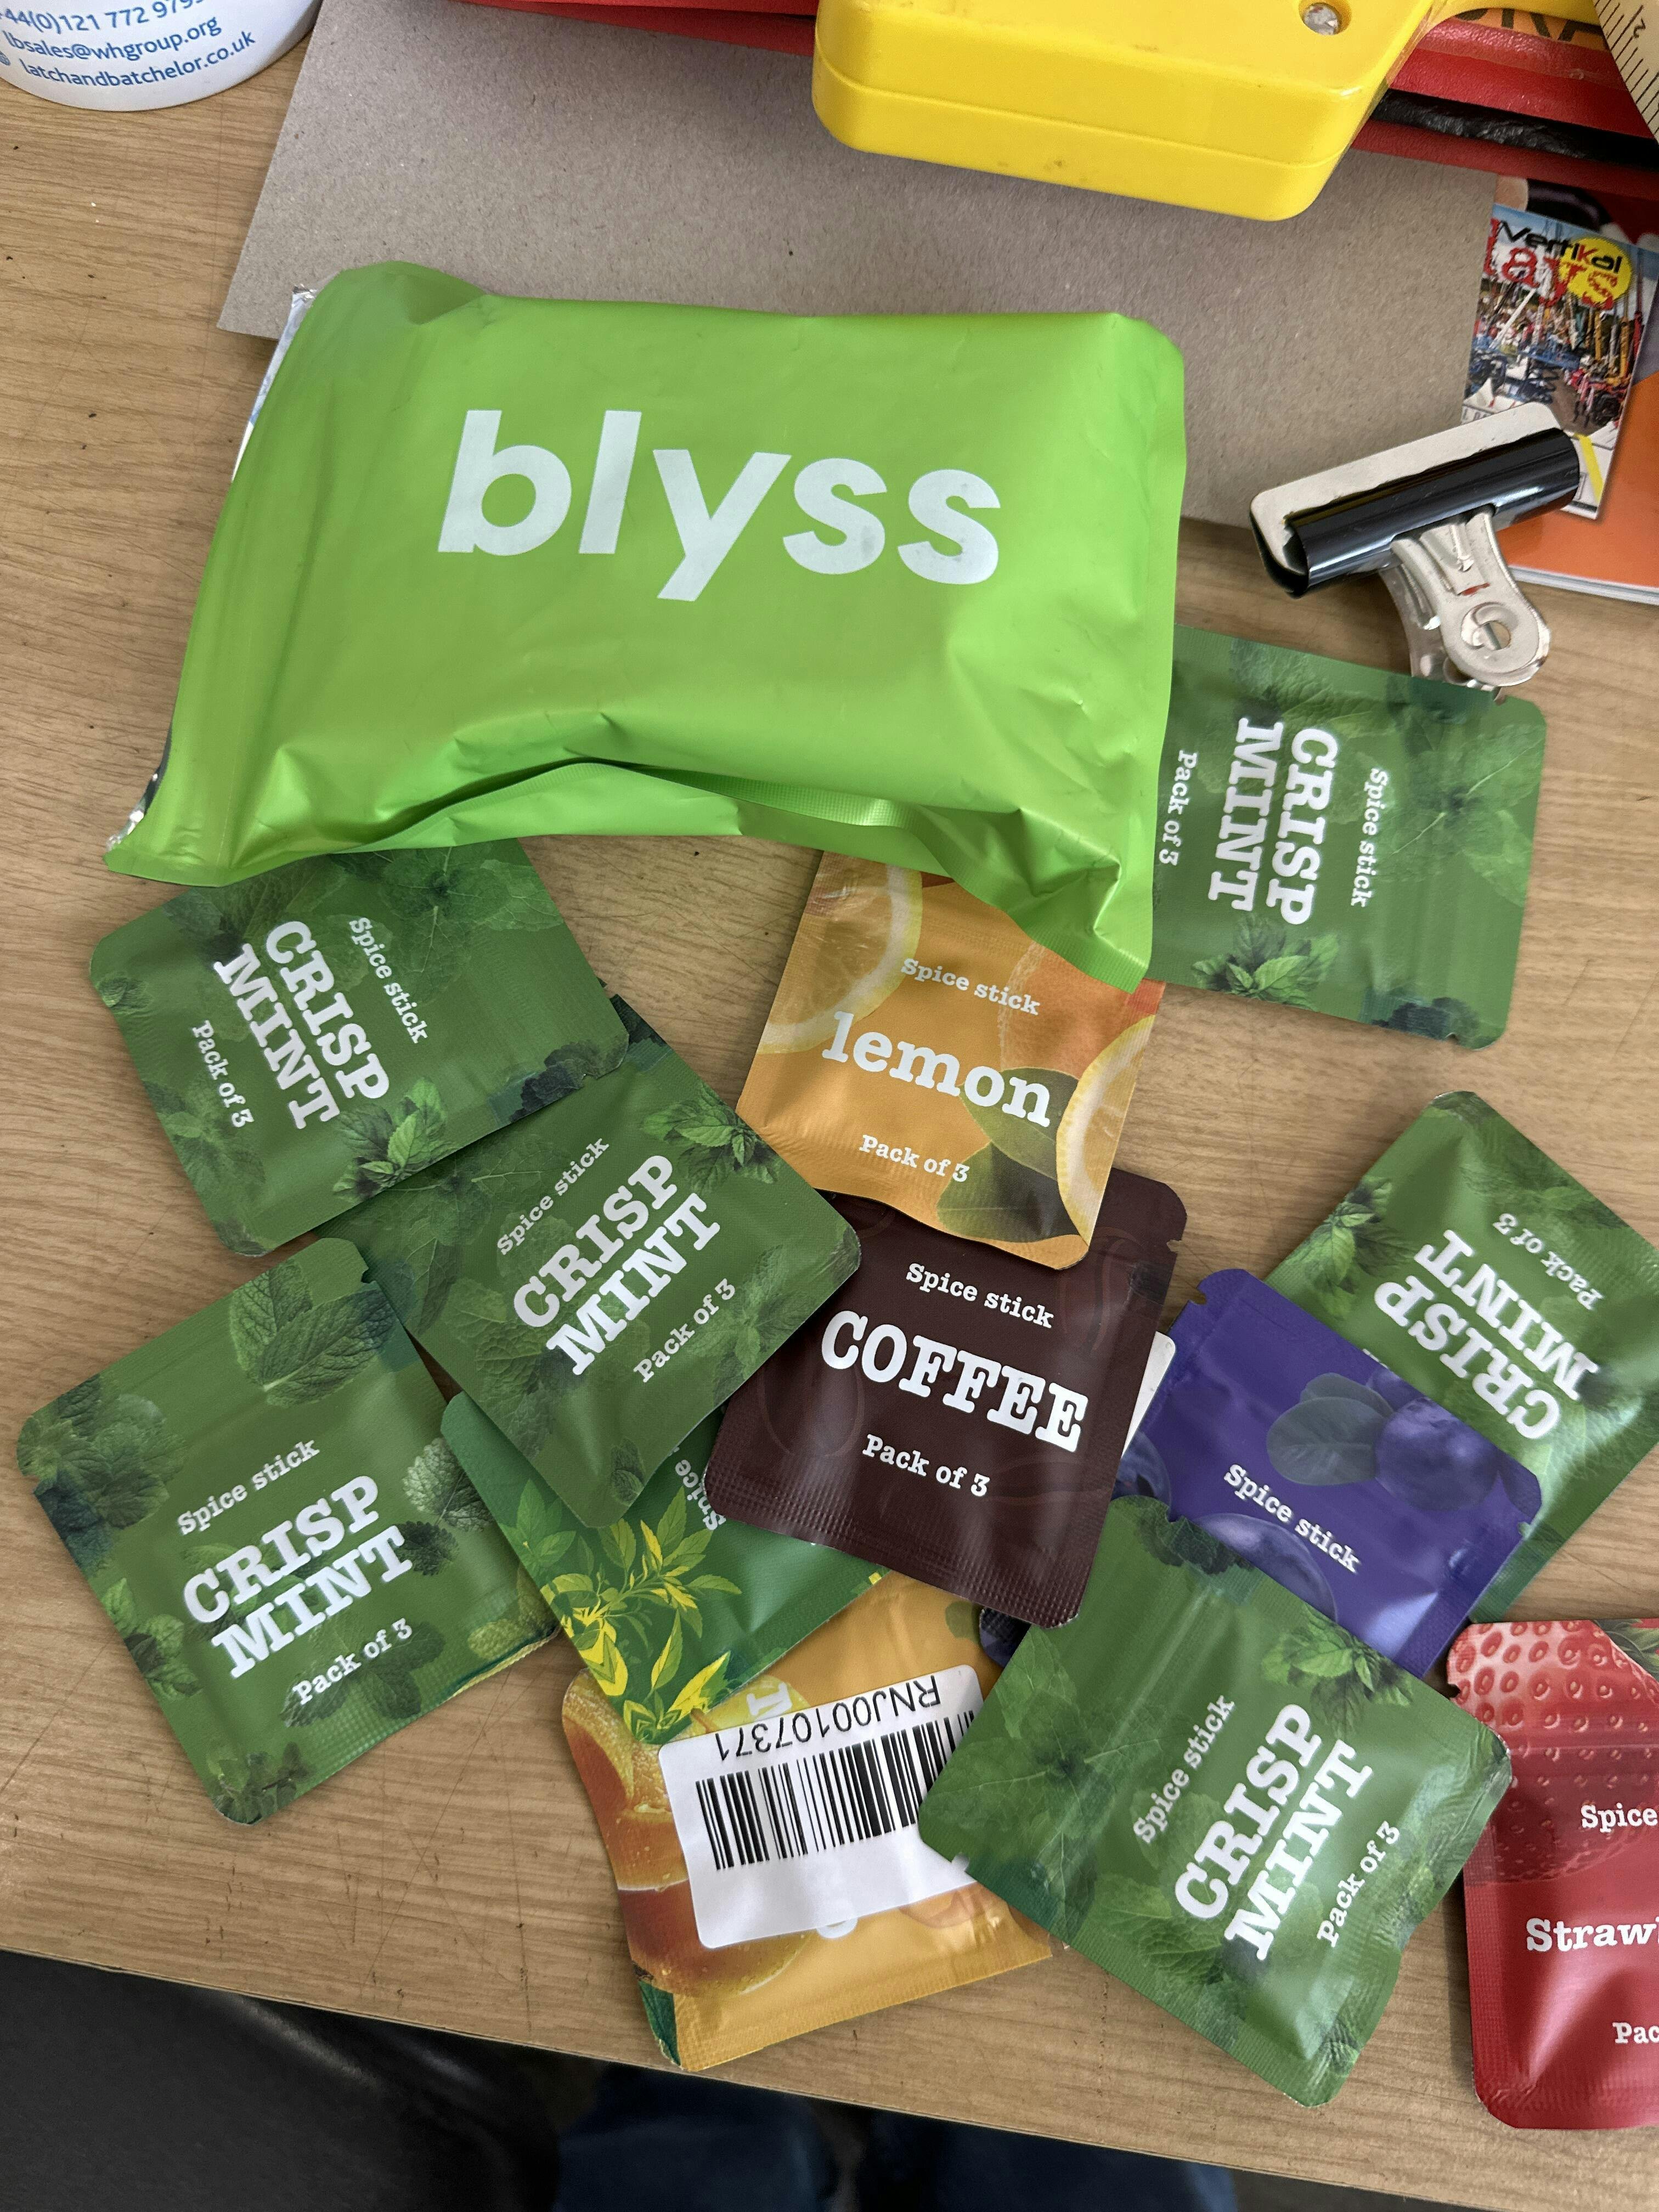 44(0)121 772 979
lbsales@whgroup.org
latchandbatchelor.co.uk
Vertikal
blyss
Spice stick
CRISP
MINT
Pack of 3
Spice stick
CRISP
MINT
Pack of 3
Spice stick
lemon
Pack of 3
Spice stick
CRISP
MINT
Pack of 3
Spice stick
COFFEE
Pack of 3
CRISP
MINT
Pack of 3
Spice stick
Spice stick
CRISP
MINT
Pack of 3
Spice
RNJ00107371
Spice stick
CRISP
MINT
Pack of 3
Spice
Straw
Pac